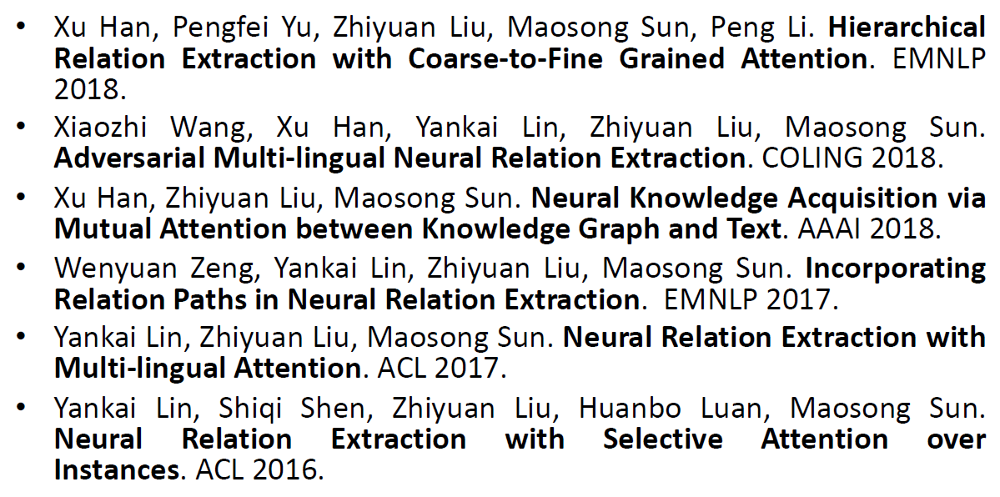 • Xu Han, Pengfei Yu, Zhiyuan Liu, Maosong Sun, Peng Li. Hierarchical
Relation Extraction with Coarse-to-Fine Grained Attention. EMNLP
2018.
• Xiaozhi Wang, Xu Han, Yankai Lin, Zhiyuan Liu, Maosong Sun.
Adversarial Multi-lingual Neural Relation Extraction. COLING 2018.
• Xu Han, Zhiyuan Liu, Maosong Sun. Neural Knowledge Acquisition via
Mutual Attention between Knowledge Graph and Text. AAAI 2018.
• Wenyuan Zeng, Yankai Lin, Zhiyuan Liu, Maosong Sun. Incorporating
Relation Paths in Neural Relation Extraction. EMNLP 2017.
• Yankai Lin, Zhiyuan Liu, Maosong Sun. Neural Relation Extraction with
Multi-lingual Attention. ACL 2017.
• Yankai Lin, Shiqi Shen, Zhiyuan Liu, Huanbo Luan, Maosong Sun.
Neural Relation Extraction with Selective Attention over
Instances. ACL 2016.